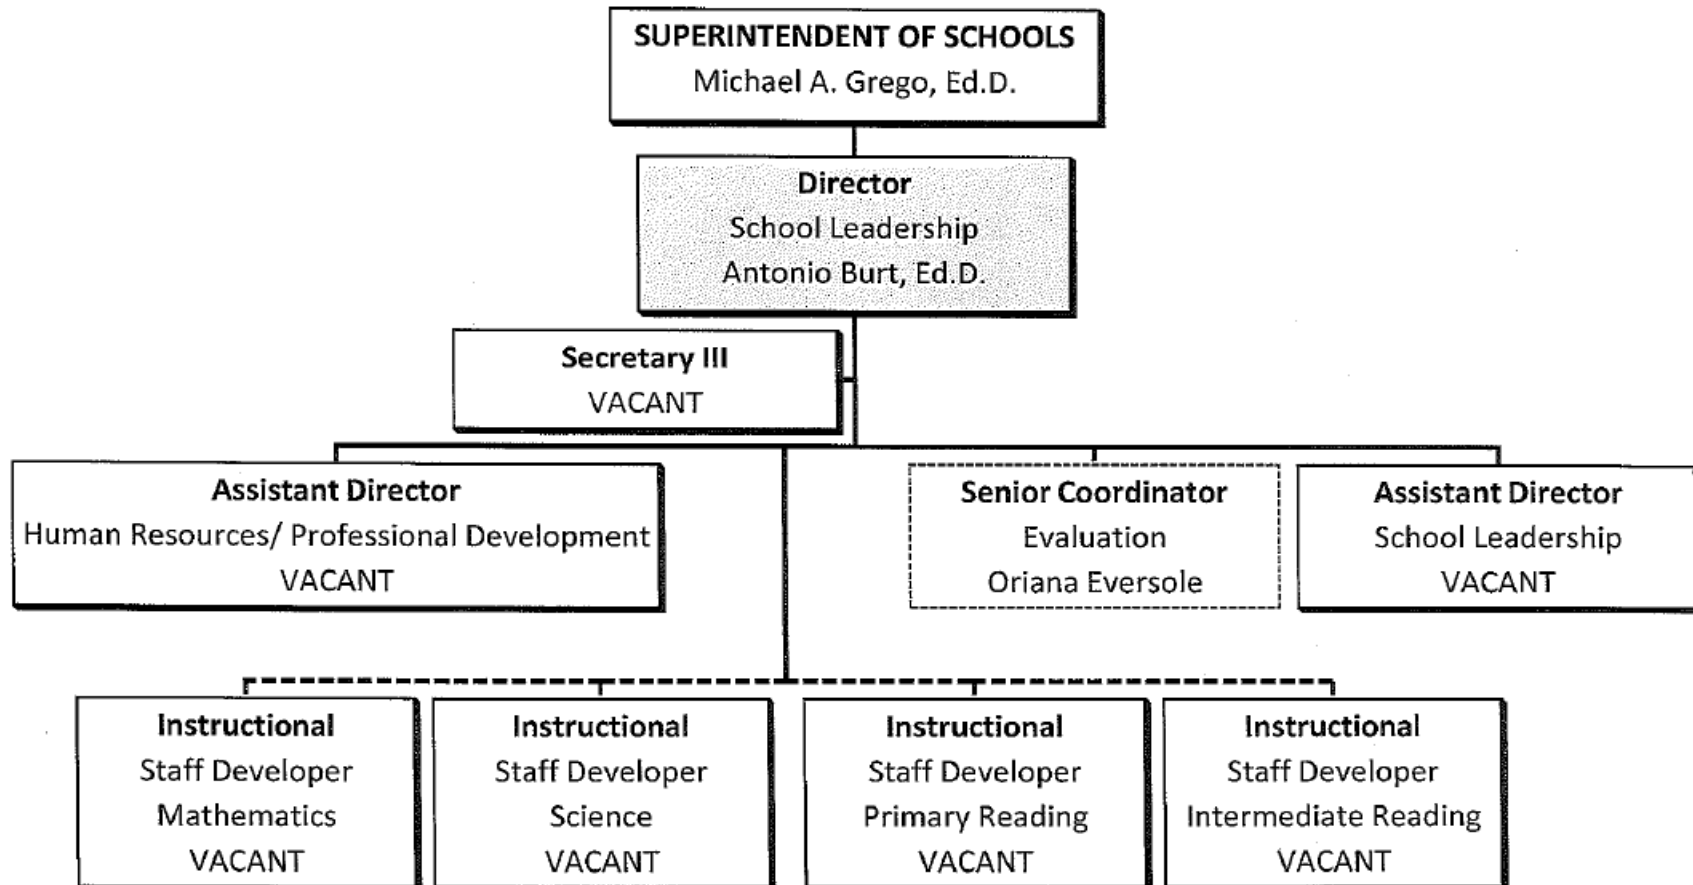 SUPERINTENDENT OF SCHOOLS
Michael A. Grego, Ed.D.
Director
School Leadership
Antonio Burt, Ed.D.
Secretary III
VACANT
Assistant Director
Human Resources/ Professional Development
VACANT
Senior Coordinator
Evaluation
Oriana Eversole
Assistant Director
School Leadership
VACANT
Instructional
Staff Developer
Mathematics
VACANT
Instructional
Staff Developer
Science
VACANT
Instructional
Staff Developer
Primary Reading
VACANT
Instructional
Staff Developer
Intermediate Reading
VACANT